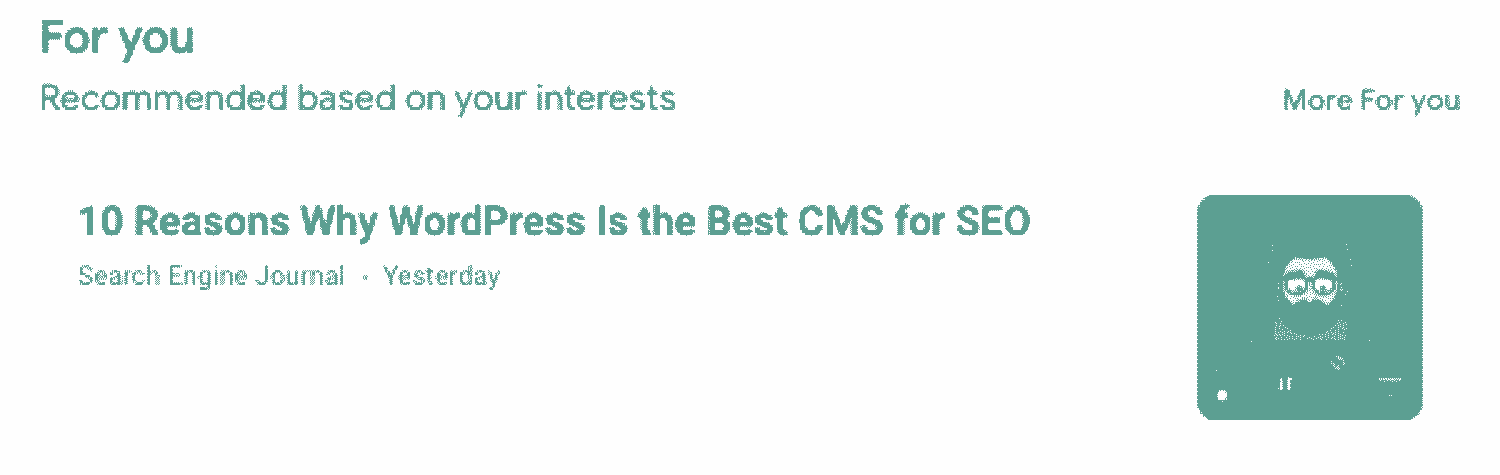 For you
Recommended based on your interests
More For you
10 Reasons Why WordPress Is the Best CMS for SEO
Search Engine Journal • Yesterday